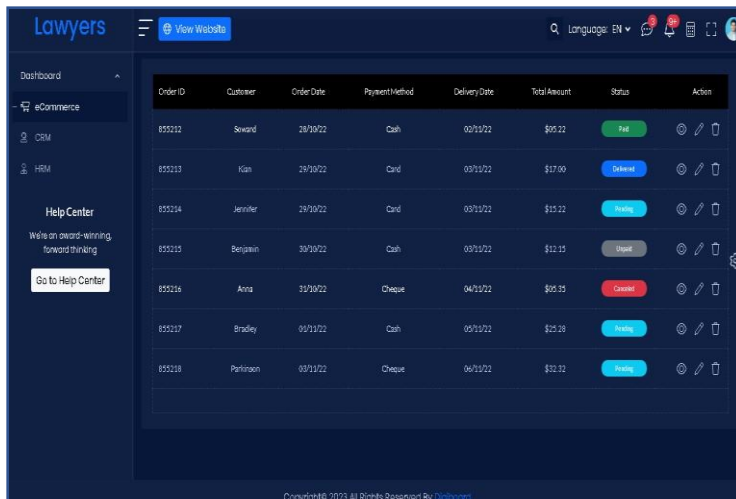 Lawyers
View Website
Language: EN
3
9+
Dashboard
eCommerce
CRM
HRM
Help Center
We're an award-winning,
forward thinking
Go to Help Center
Order ID Customer Order Date Payment Method Delivery Date Total Amount Status Action
855212 Soward 28/10/22 Cash 02/11/22 $05.22 Paid
855213 Kian 29/10/22 Card 03/11/22 $17.00 Delivered
855214 Jennifer 29/10/22 Card 03/11/22 $15.22 Pending
855215 Benjamin 30/10/22 Cash 03/11/22 $12.15 Unpaid
855216 Anna 31/10/22 Cheque 04/11/22 $05.35 Canceled
855217 Bradley 01/11/22 Cash 05/11/22 $25.28 Pending
855218 Parkinson 03/11/22 Cheque 06/11/22 $32.32 Pending
Copyright© 2023 All Rights Reserved By Digiboard